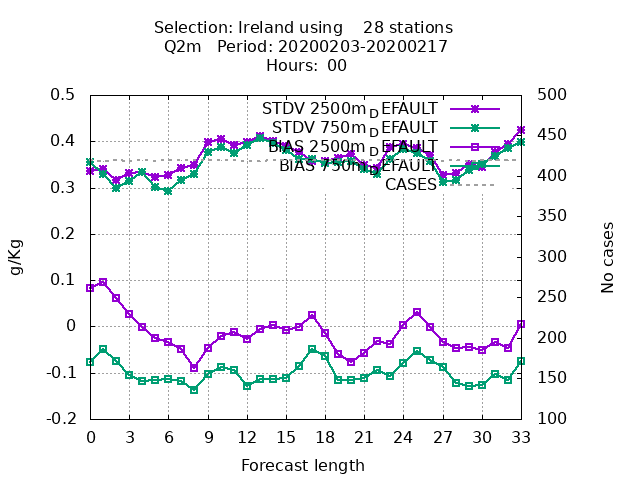 Selection: Ireland using    28 stations
Q2m   Period: 20200203-20200217
Hours:  00
0.5
0.4
0.3
0.2
0.1
0
-0.1
-0.2
g/Kg
STDV 2500m_DEFAULT
STDV 750m_DEFAULT
BIAS 2500m_DEFAULT
BIAS 750m_DEFAULT
CASES
500
450
400
350
300
250
200
150
100
No cases
0 3 6 9 12 15 18 21 24 27 30 33
Forecast length